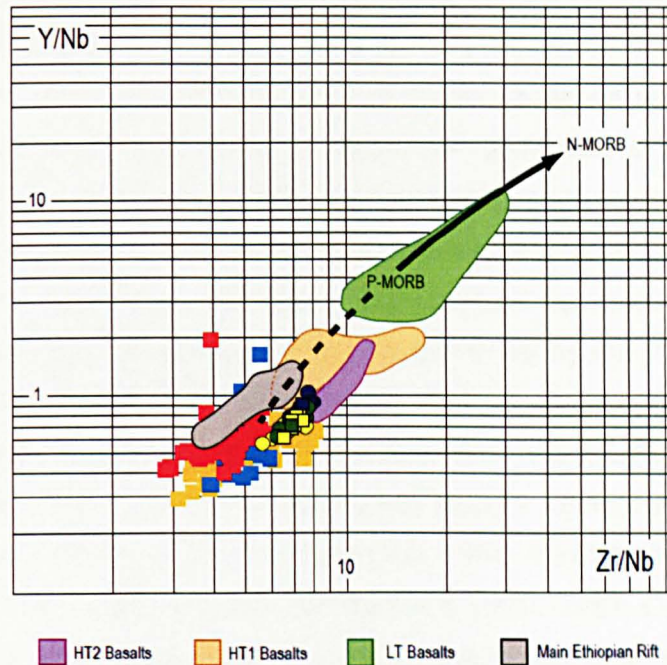 Y/Nb
N-MORB
10
P-MORB
1
10
Zr/Nb
HT2 Basalts
HT1 Basalts
LT Basalts
Main Ethiopian Rift